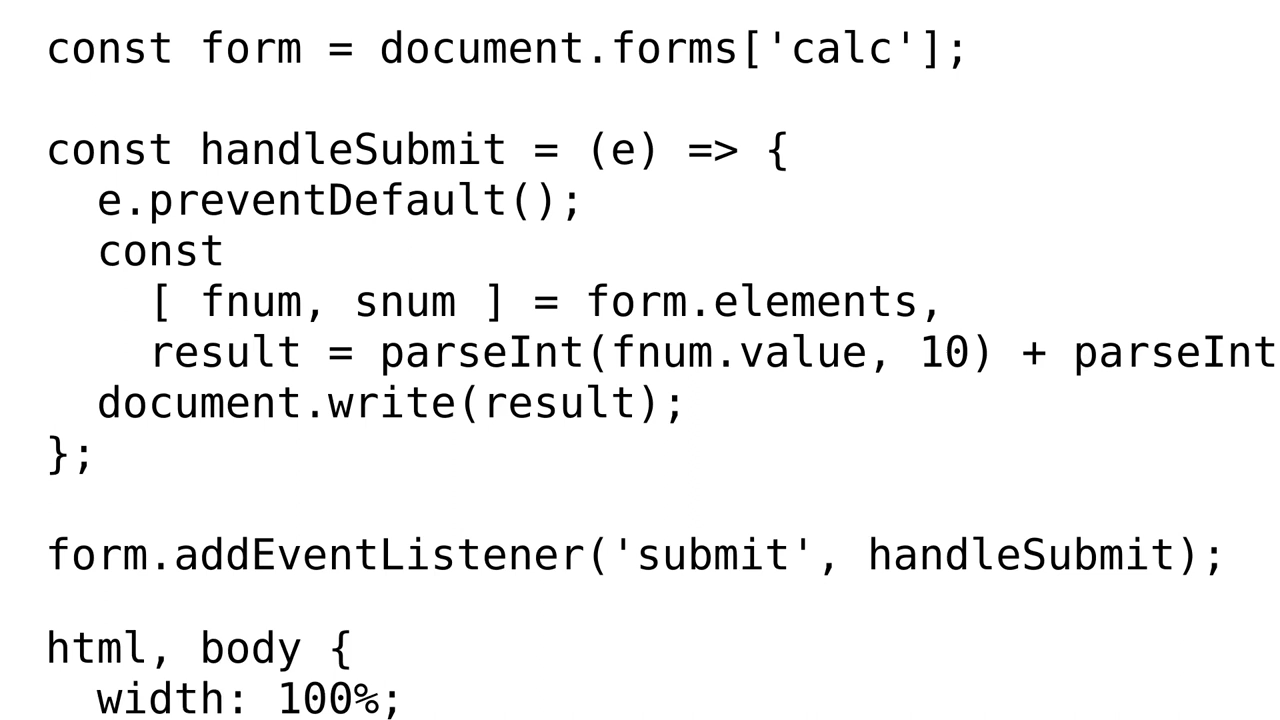 const form = document.forms['calc'];
const handleSubmit = (e) => {
e.preventDefault();
const
[ fnum, snum ] = form.elements,
result = parseInt(fnum.value, 10) + parseInt
document.write(result);
};
form.addEventListener('submit', handleSubmit);
html, body {
width: 100%;